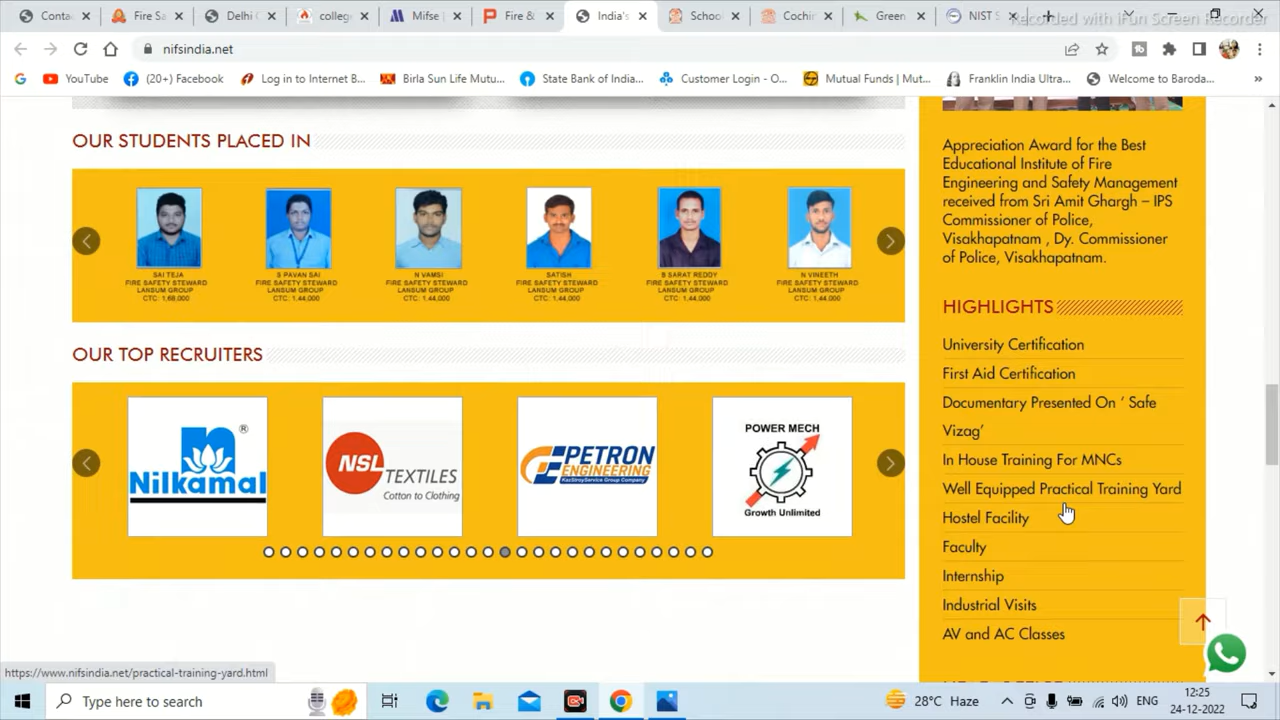 Conta
Fire Sa
Delhi C
college
Mifse |
Fire &
India's
School
Cochin
Green
NIST S
Recorded with iFun Screen Recorder
nifsindia.net
YouTube
(20+) Facebook
Log in to Internet B...
Birla Sun Life Mutu...
State Bank of Indi...
Customer Login - O...
Mutual Funds | Mut...
Franklin India Ultra...
Welcome to Baroda...
OUR STUDENTS PLACED IN
SAI TEJA
FIRE SAFETY STEWARD
LANSUM GROUP
CTC: 1,68,000
S PAVAN SAI
FIRE SAFETY STEWARD
LANSUM GROUP
CTC: 1,44,000
N VAMSI
FIRE SAFETY STEWARD
LANSUM GROUP
CTC: 1,44,000
SATISH
FIRE SAFETY STEWARD
LANSUM GROUP
CTC: 1,44,000
B SARAT REDDY
FIRE SAFETY STEWARD
LANSUM GROUP
CTC: 1,44,000
N VINEETH
FIRE SAFETY STEWARD
LANSUM GROUP
CTC: 1,44,000
OUR TOP RECRUITERS
Nilkamal
NSL TEXTILES
Cotton to Clothing
PETRON
ENGINEERING
POWER MECH
Growth Unlimited
Appreciation Award for the Best
Educational Institute of Fire
Engineering and Safety Management
received from Sri Amit Ghargh – IPS
Commissioner of Police,
Visakhapatnam , Dy. Commissioner
of Police, Visakhapatnam.
HIGHLIGHTS
University Certification
First Aid Certification
Documentary Presented On ‘ Safe
Vizag’
In House Training For MNCs
Well Equipped Practical Training Yard
Hostel Facility
Faculty
Internship
Industrial Visits
AV and AC Classes
https://www.nifsindia.net/practical-training-yard.html
Type here to search
28°C Haze
ENG
12:25
24-12-2022